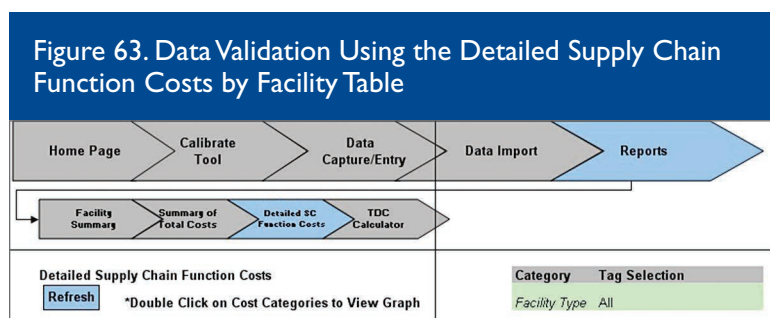 Figure 63. Data Validation Using the Detailed Supply Chain
Function Costs by Facility Table
Home Page
Calibrate
Tool
Data
Capture/Entry
Data Import
Reports
Facility
Summary
Summary of
Total Costs
Detailed SC
Function Costs
TDC
Calculator
Detailed Supply Chain Function Costs
Refresh
*Double Click on Cost Categories to View Graph
Category Tag Selection
Facility Type All